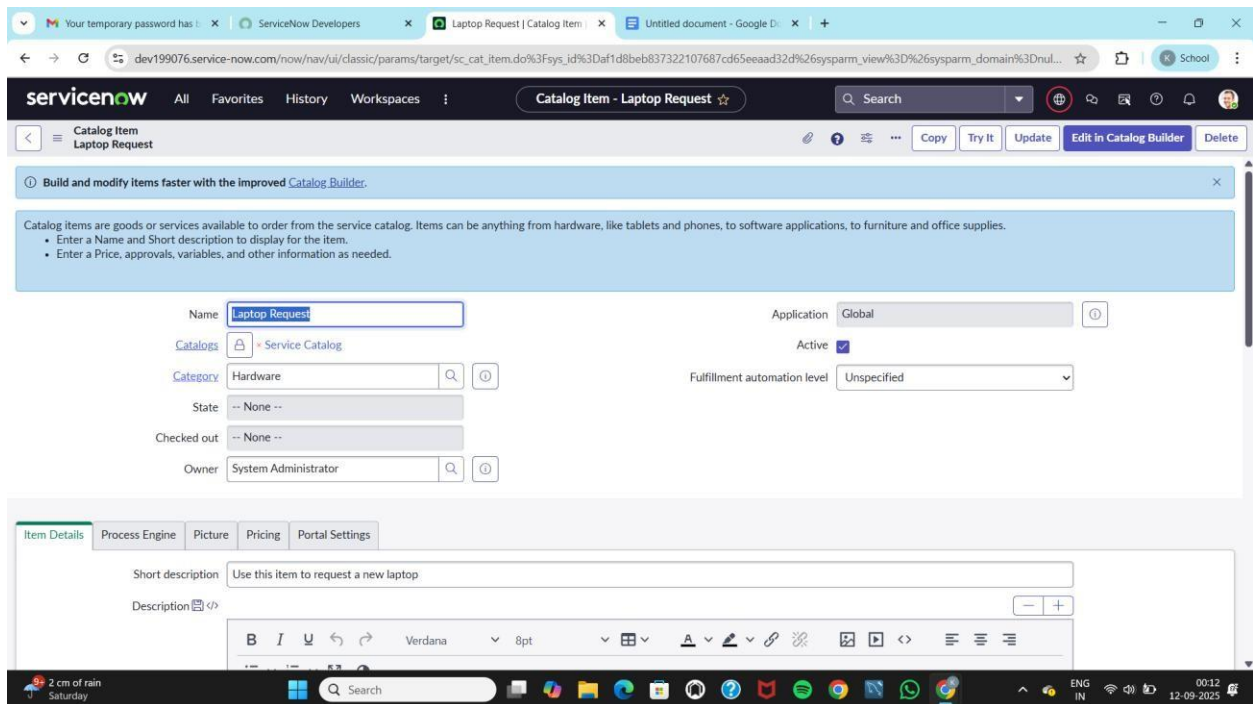 Your temporary password has b
ServiceNow Developers
Laptop Request | Catalog Item |
Untitled document - Google D
dev199076.service-now.com/now/nav/ui/classic/params/target/sc_cat_item.do%3Fsys_id%3Daf1d8beb837322107687cd65eeaad32d%26sysparm_view%3D%26sysparm_domain%3Dnul...
School
servicenow All Favorites History Workspaces
Catalog Item - Laptop Request
Search
Catalog Item
Laptop Request
Copy Try It Update Edit in Catalog Builder Delete
Build and modify items faster with the improved Catalog Builder.
Catalog items are goods or services available to order from the service catalog. Items can be anything from hardware, like tablets and phones, to software applications, to furniture and office supplies.
• Enter a Name and Short description to display for the item.
• Enter a Price, approvals, variables, and other information as needed.
Name Laptop Request
Application Global
Catalogs Service Catalog
Active
Category Hardware
Fulfillment automation level Unspecified
State -- None --
Checked out -- None --
Owner System Administrator
Item Details Process Engine Picture Pricing Portal Settings
Short description Use this item to request a new laptop
Description
B I U Verdana 8pt A
9+ 2 cm of rain
Saturday
Search
ENG
IN
00:12
12-09-2025